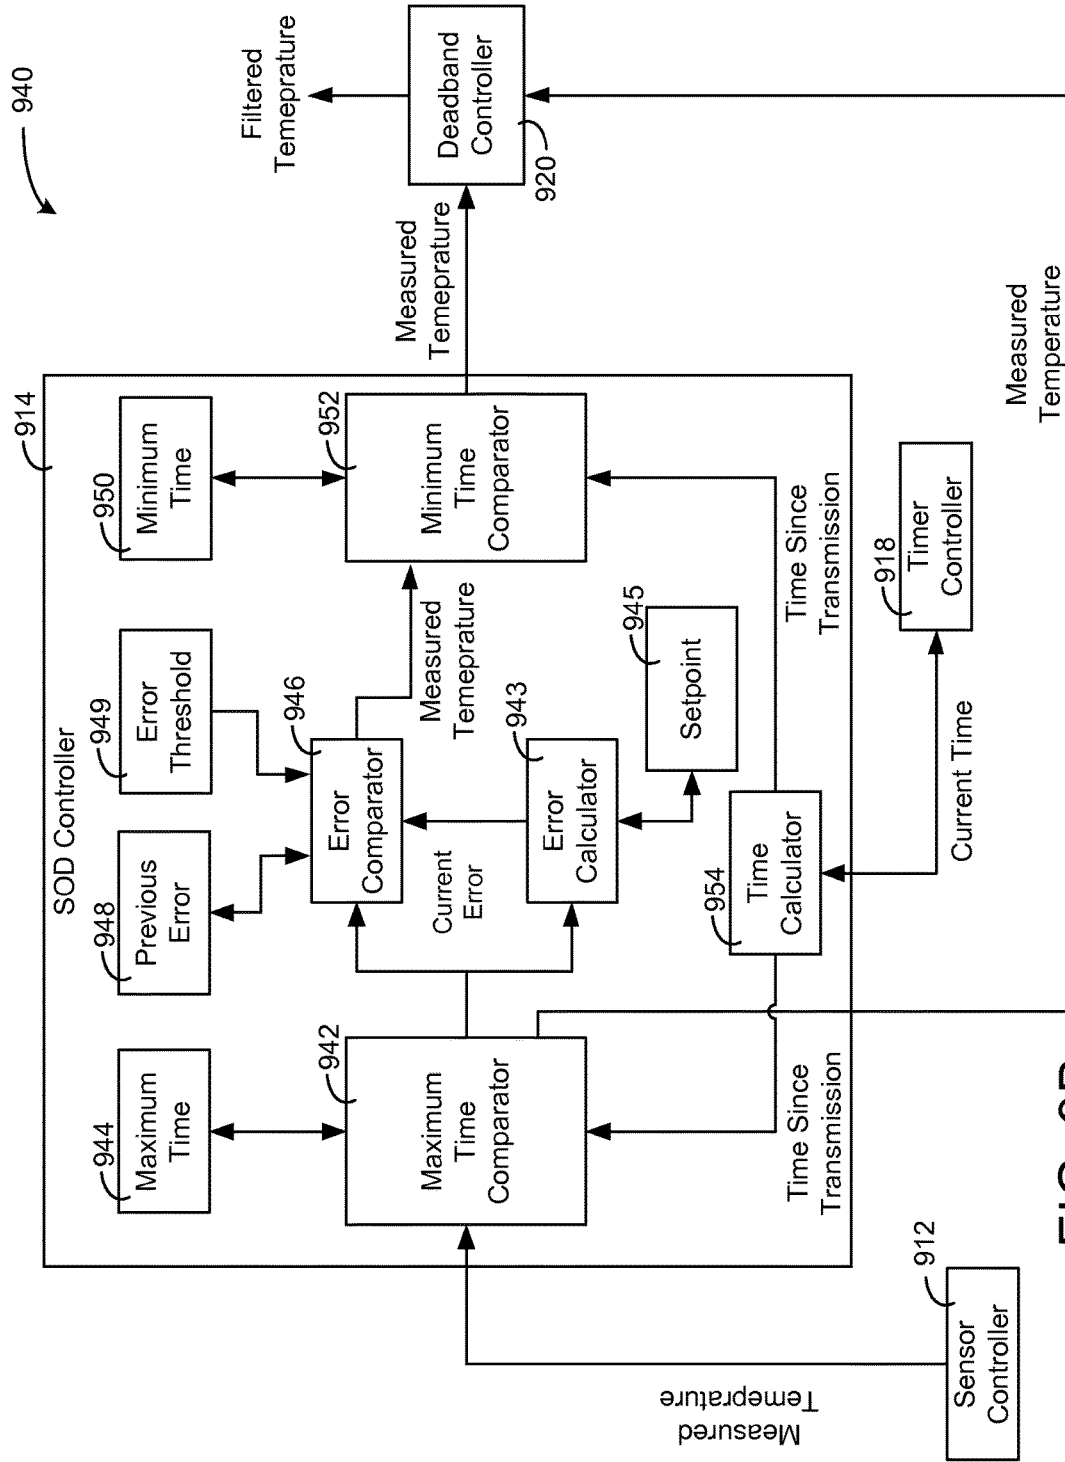 940
SOD Controller
914
944
Maximum
Time
948
Previous
Error
949
Error
Threshold
950
Minimum
Time
942
Maximum
Time
Comparator
946
Error
Comparator
Current
Error
943
Error
Calculator
945
Setpoint
Measured
Temeprature
952
Minimum
Time
Comparator
Measured
Temeprature
Filtered
Temeprature
Deadband
Controller
920
Time Since
Transmission
954
Time
Calculator
Time Since
Transmission
Current Time
918
Timer
Controller
Measured
Temperature
Measured
Temeprature
912
Sensor
Controller